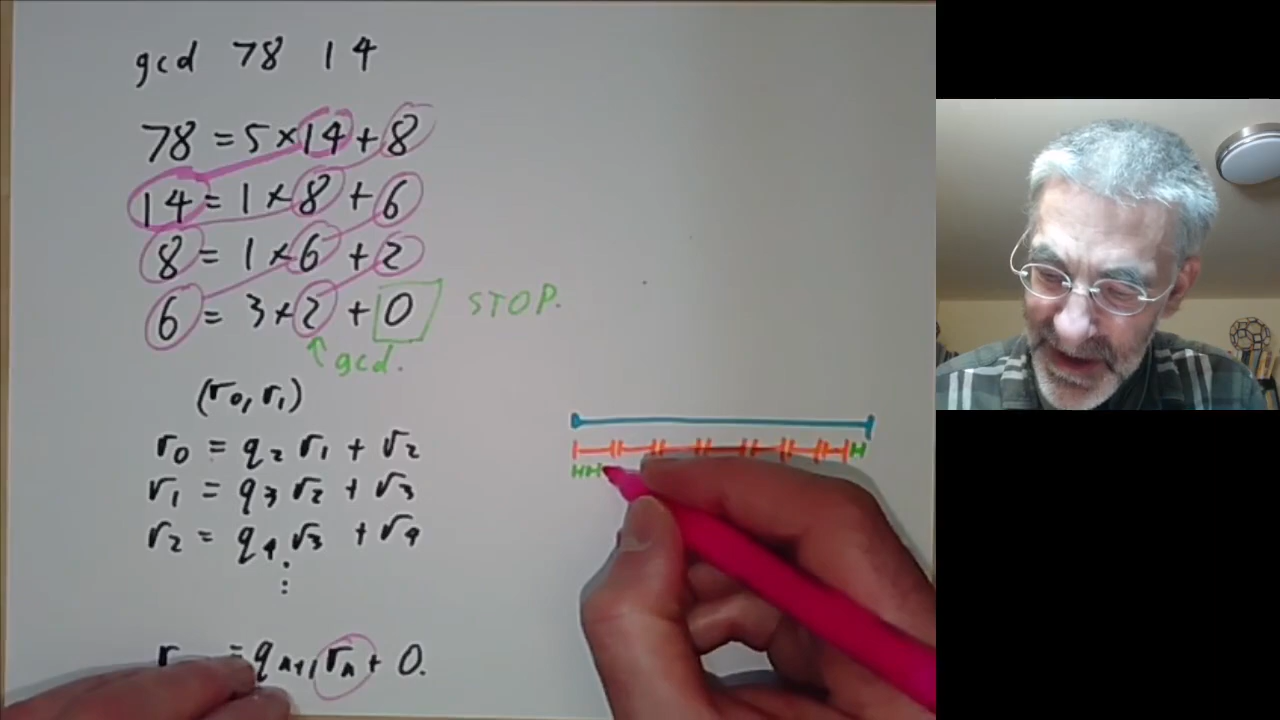 gcd 78 14
78 = 5 × 14 + 8
14 = 1 × 8 + 6
8 = 1 × 6 + 2
6 = 3 × 2 + 0 STOP.
↑ gcd.
(r₀, r₁)
r₀ = q₂ r₁ + r₂
r₁ = q₃ r₂ + r₃
r₂ = q₄ r₃ + r₄
⋮
r = qₙ₊₁ rₙ + 0.